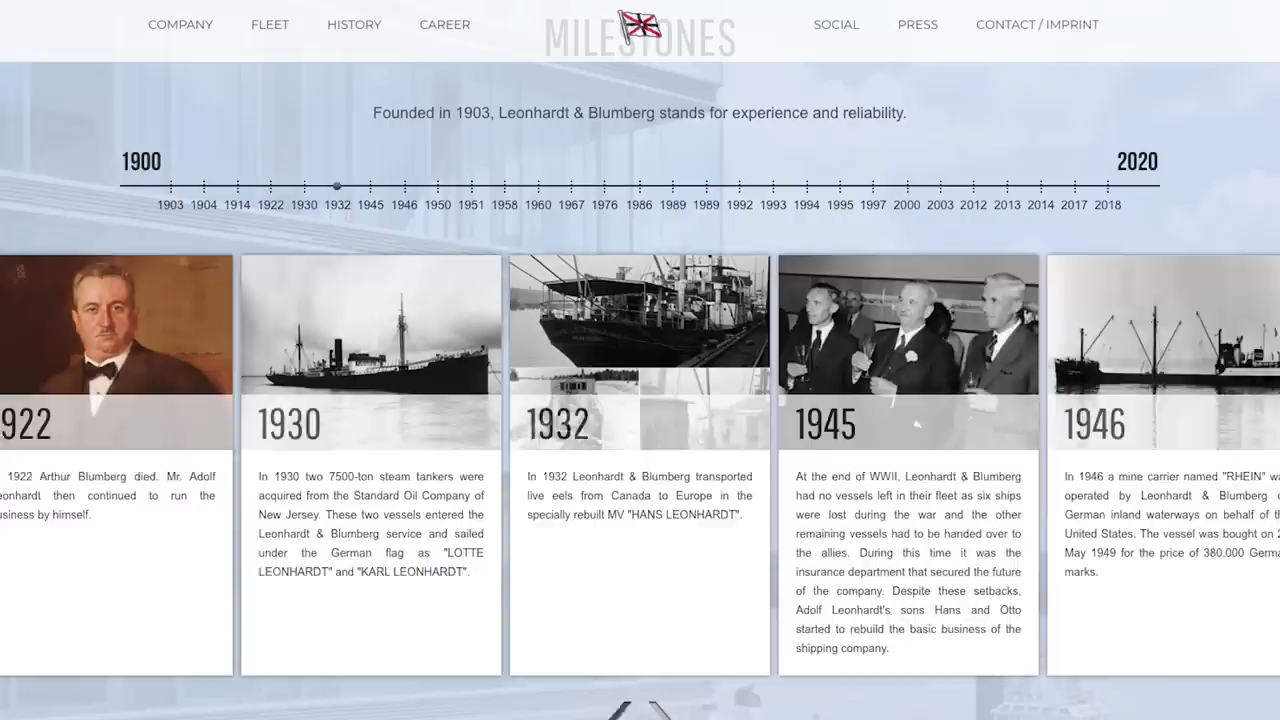 COMPANY FLEET HISTORY CAREER MILESTONES SOCIAL PRESS CONTACT / IMPRINT
Founded in 1903, Leonhardt & Blumberg stands for experience and reliability.
1900 2020
1903 1904 1914 1922 1930 1932 1945 1946 1950 1951 1958 1960 1967 1976 1986 1989 1989 1992 1993 1994 1995 1997 2000 2003 2012 2013 2014 2017 2018
1922
1922 Arthur Blumberg died. Mr. Adolf
then continued to run the
by himself.
1930
In 1930 two 7500-ton steam tankers were
acquired from the Standard Oil Company of
New Jersey. These two vessels entered the
Leonhardt & Blumberg service and sailed
under the German flag as "LOTTE
LEONHARDT" and "KARL LEONHARDT".
1932
In 1932 Leonhardt & Blumberg transported
live eels from Canada to Europe in the
specially rebuilt MV "HANS LEONHARDT".
1945
At the end of WWII, Leonhardt & Blumberg
had no vessels left in their fleet as six ships
were lost during the war and the other
remaining vessels had to be handed over to
the allies. During this time it was the
insurance department that secured the future
of the company. Despite these setbacks,
Adolf Leonhardt's sons Hans and Otto
started to rebuild the basic business of the
shipping company.
1946
In 1946 a mine carrier named "RHEIN"
operated by Leonhardt & Blumberg
German inland waterways on behalf of
United States. The vessel was bought on
May 1949 for the price of 380,000
marks.